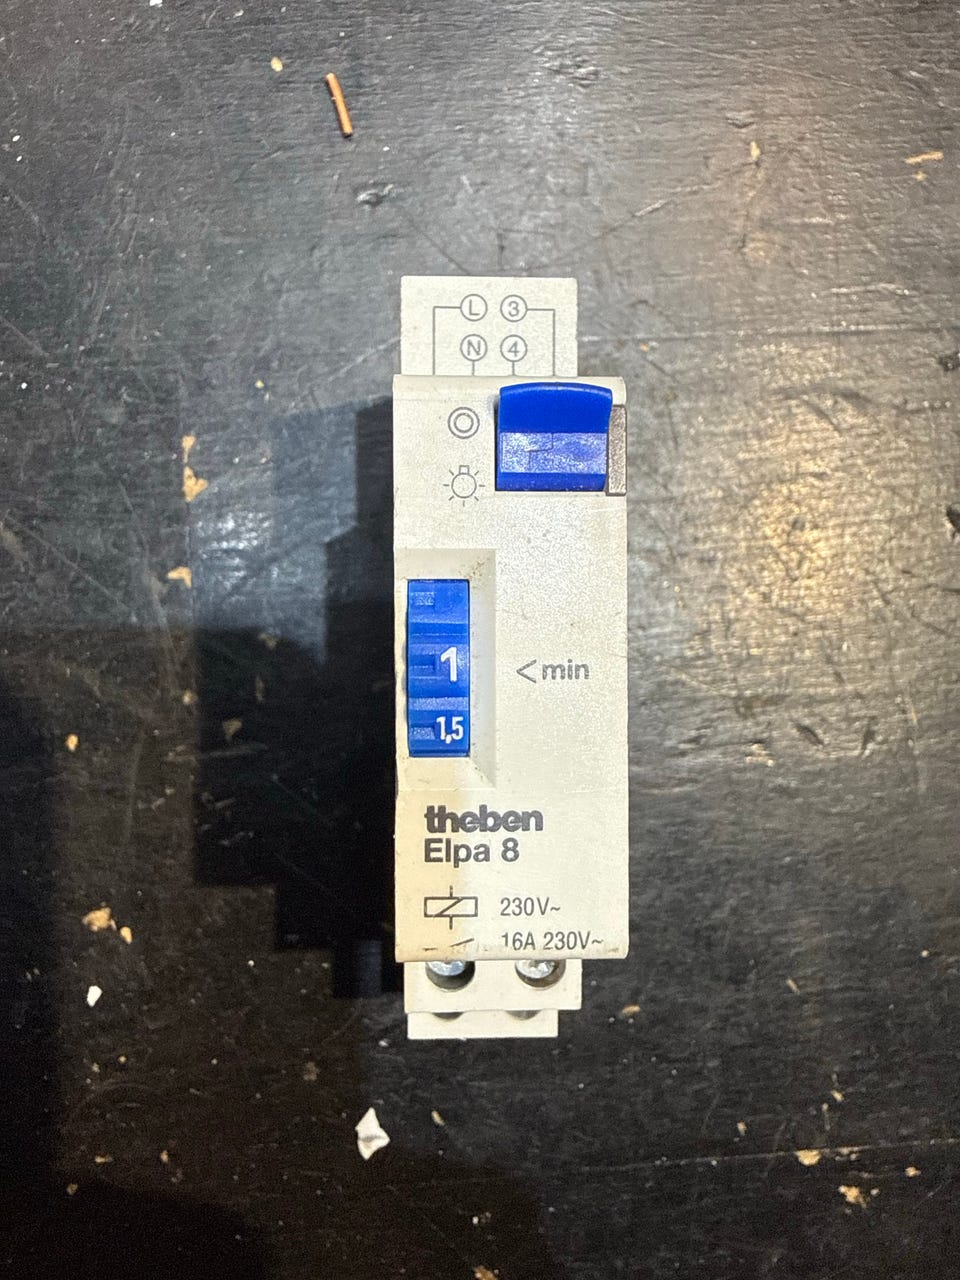 L 3
N 4
1
< min
1,5
theben
Elpa 8
230V~
16A 230V~